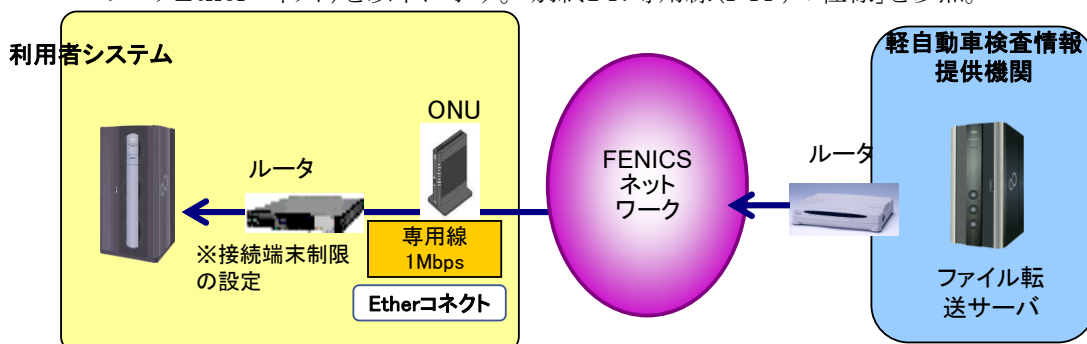 利用者システム
ONU
ルータ
※接続端末制限
の設定
専用線
1Mbps
Etherコネクト
FENICS
ネット
ワーク
ルータ
軽自動車検査情報
提供機関
ファイル転
送サーバ